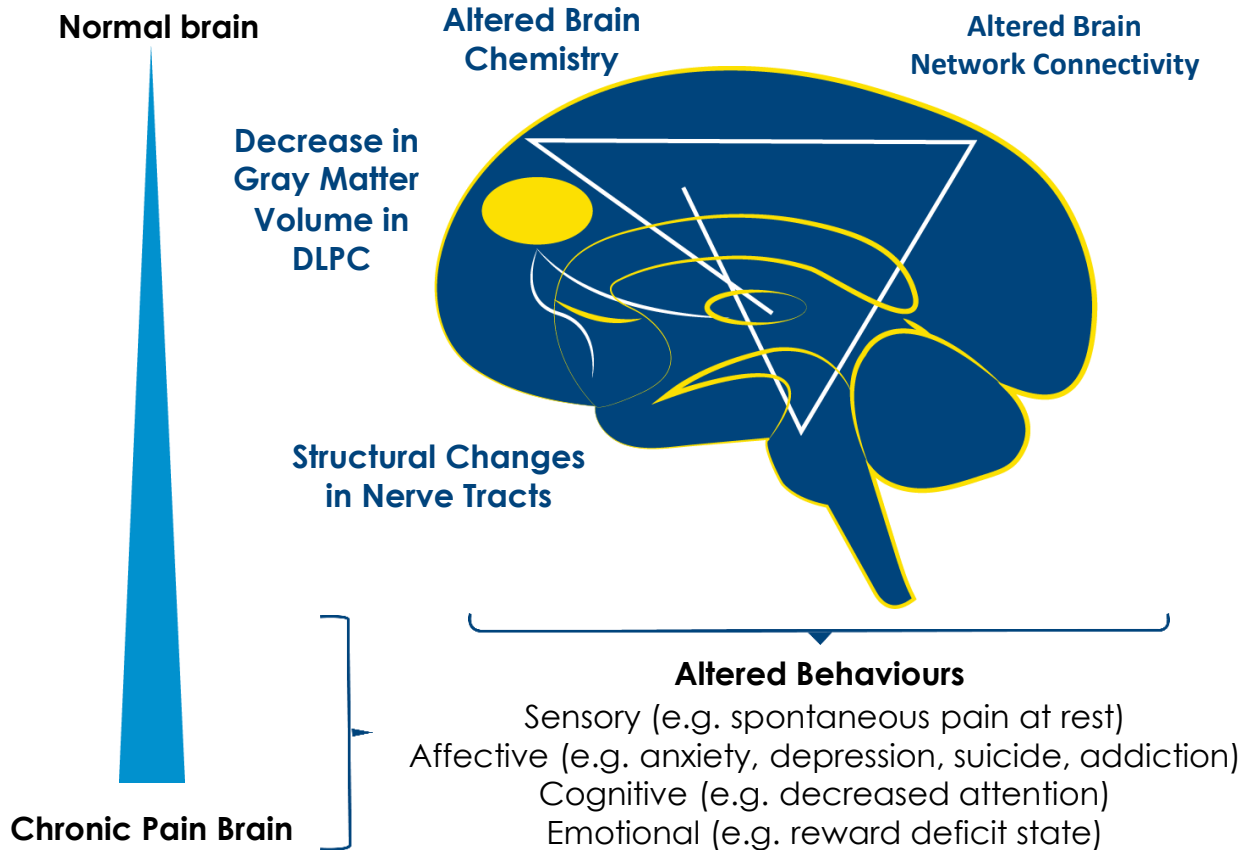 Normal brain
Altered Brain
Chemistry
Altered Brain
Network Connectivity
Decrease in
Gray Matter
Volume in
DLPC
Structural Changes
in Nerve Tracts
Chronic Pain Brain
Altered Behaviours
Sensory (e.g. spontaneous pain at rest)
Affective (e.g. anxiety, depression, suicide, addiction)
Cognitive (e.g. decreased attention)
Emotional (e.g. reward deficit state)